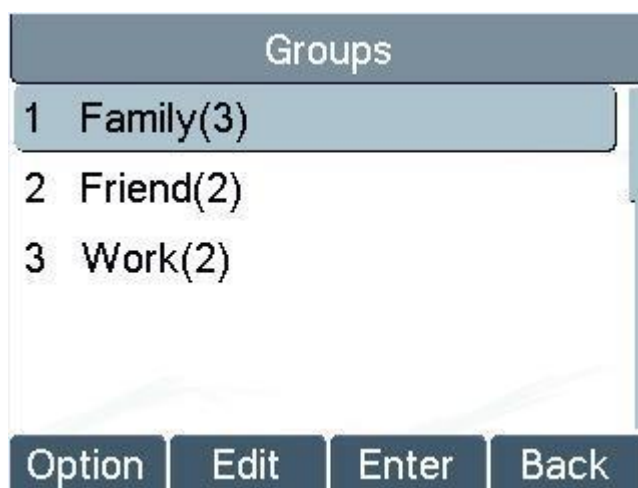 Groups
1 Family(3)
2 Friend(2)
3 Work(2)
Option Edit Enter Back